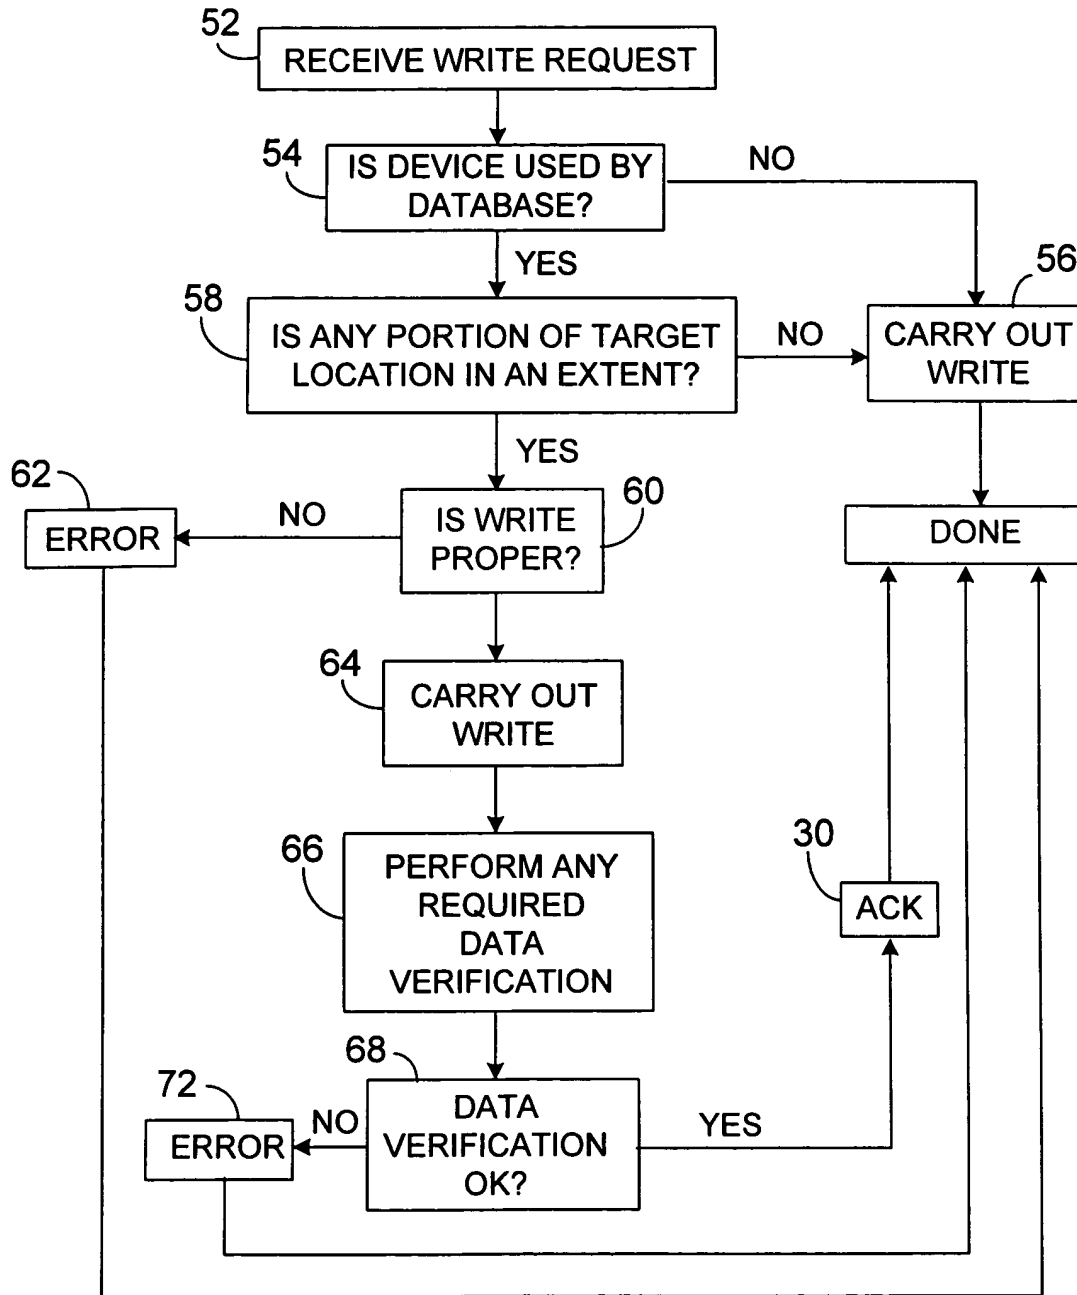 52
RECEIVE WRITE REQUEST
54
IS DEVICE USED BY
DATABASE?
NO
YES
56
58
IS ANY PORTION OF TARGET
LOCATION IN AN EXTENT?
NO
CARRY OUT
WRITE
YES
62
ERROR
NO
60
IS WRITE
PROPER?
DONE
64
CARRY OUT
WRITE
66
PERFORM ANY
REQUIRED
DATA
VERIFICATION
30
ACK
68
72
ERROR
NO
DATA
VERIFICATION
OK?
YES